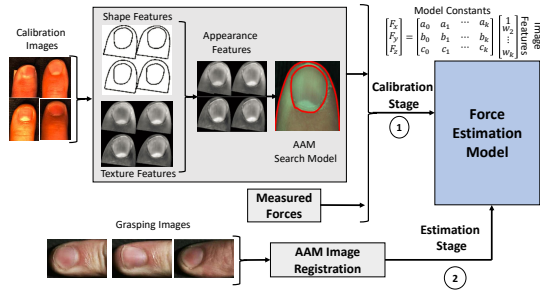 Calibration
Images
Shape Features
Texture Features
Appearance
Features
AAM
Search Model
Measured
Forces
Model Constants
[F_x F_y F_z] = [a_0 a_1 ⋯ a_k b_0 b_1 ⋯ b_k c_0 c_1 ⋯ c_k] [1 w_2 ⋮ w_k]
Image
Features
Calibration
Stage
1
Force
Estimation
Model
Grasping Images
AAM Image
Registration
Estimation
Stage
2